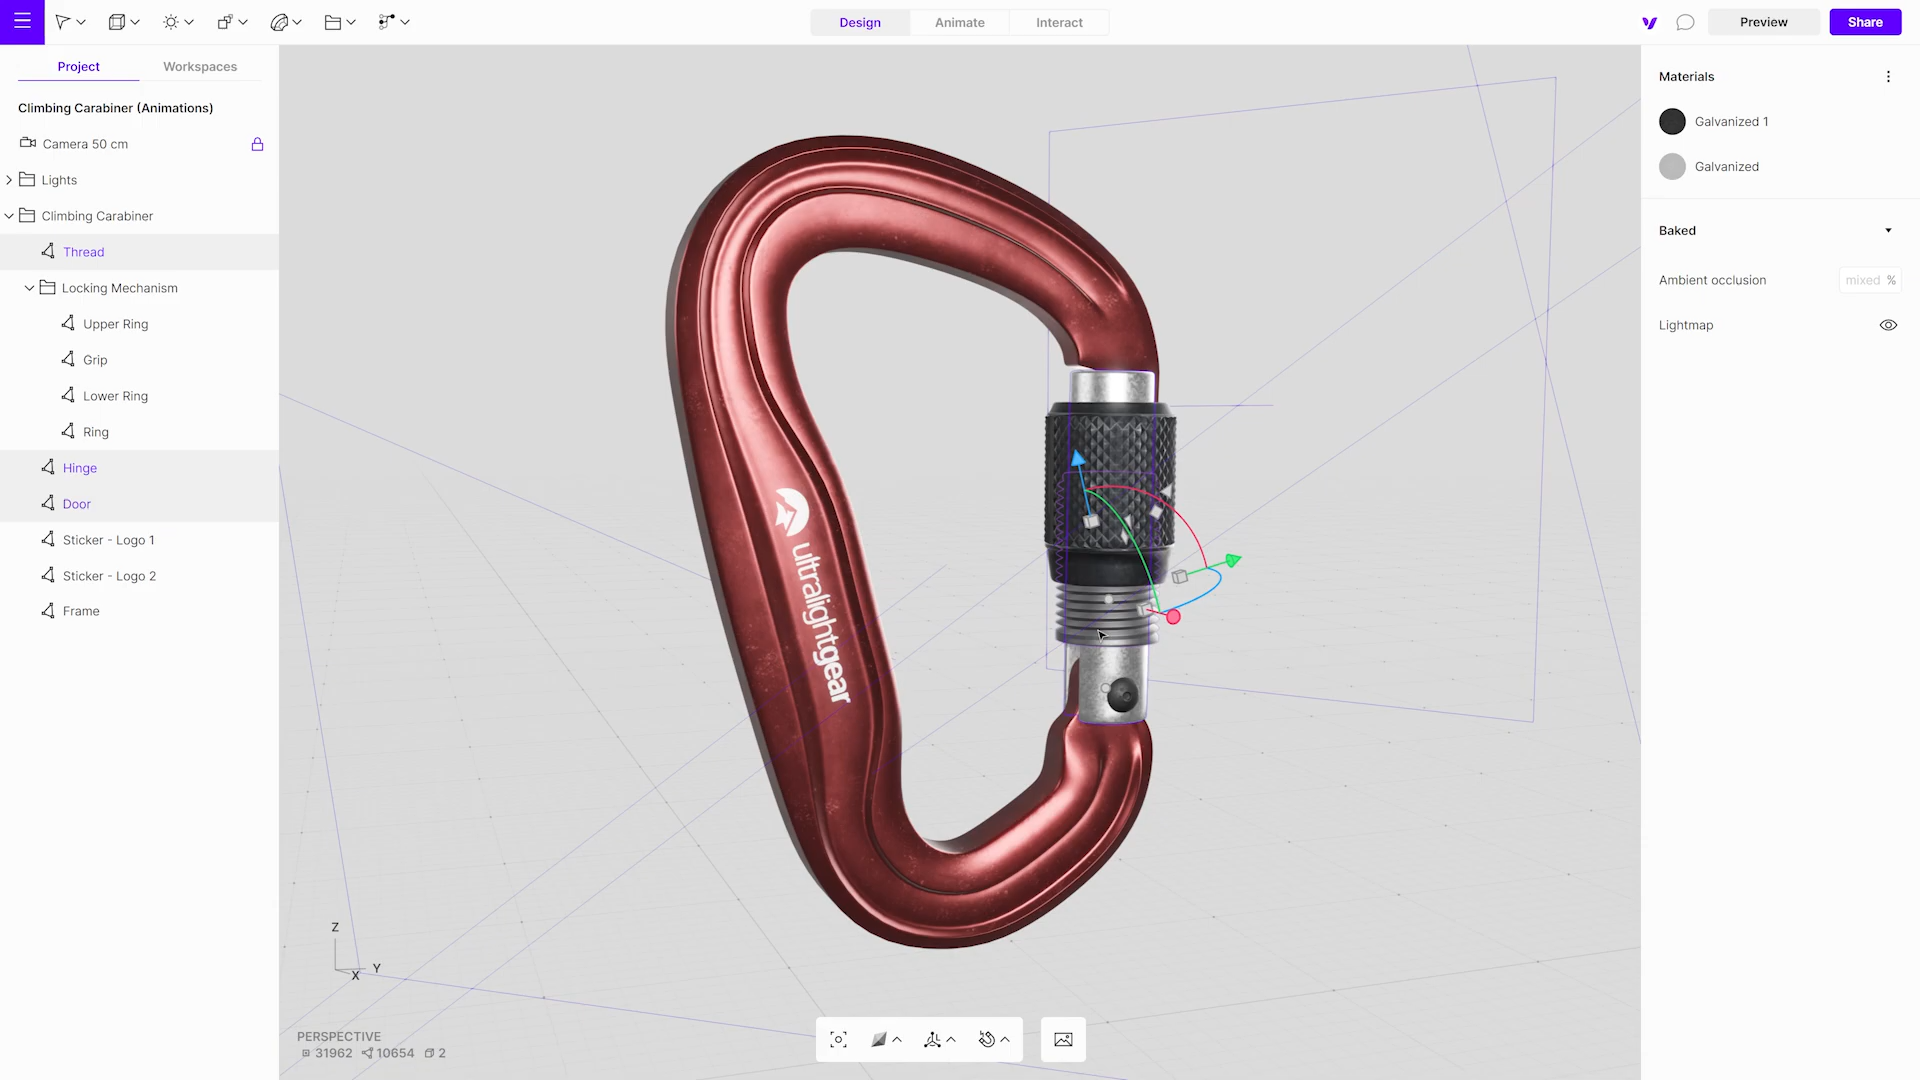 Design
Animate
Interact
Preview
Share
Project
Workspaces
Climbing Carabiner (Animations)
Camera 50 cm
Lights
Climbing Carabiner
Thread
Locking Mechanism
Upper Ring
Grip
Lower Ring
Ring
Hinge
Door
Sticker - Logo 1
Sticker - Logo 2
Frame
ultralightgear
Z
Y
X
PERSPECTIVE
31962 10654 2
Materials
Galvanized 1
Galvanized
Baked
Ambient occlusion mixed %
Lightmap